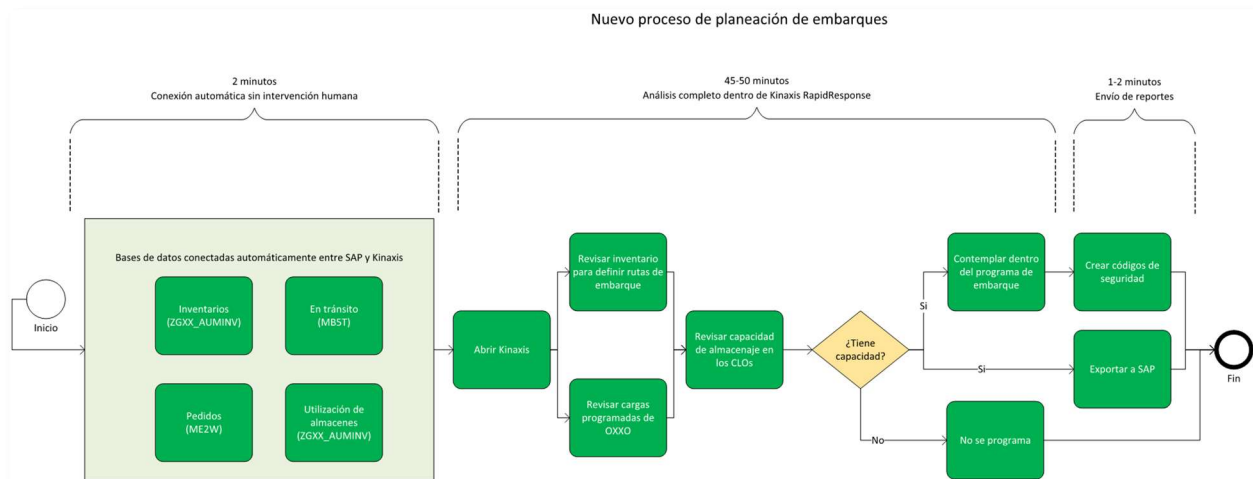 Nuevo proceso de planeación de embarques
2 minutos
Conexión automática sin intervención humana
45-50 minutos
Análisis completo dentro de Kinaxis RapidResponse
1-2 minutos
Envío de reportes
Inicio
Bases de datos conectadas automáticamente entre SAP y Kinaxis
Inventarios
(ZGXX_AUMINV)
En tránsito
(MB5T)
Pedidos
(ME2W)
Utilización de
almacenes
(ZGXX_AUMINV)
Abrir Kinaxis
Revisar inventario
para definir rutas de
embarque
Revisar cargas
programadas de
OXXO
Revisar capacidad
de almacenaje en
los CLOs
¿Tiene
capacidad?
Si
Contemplar dentro
del programa de
embarque
Crear códigos de
seguridad
Si
Exportar a SAP
No
No se programa
Fin